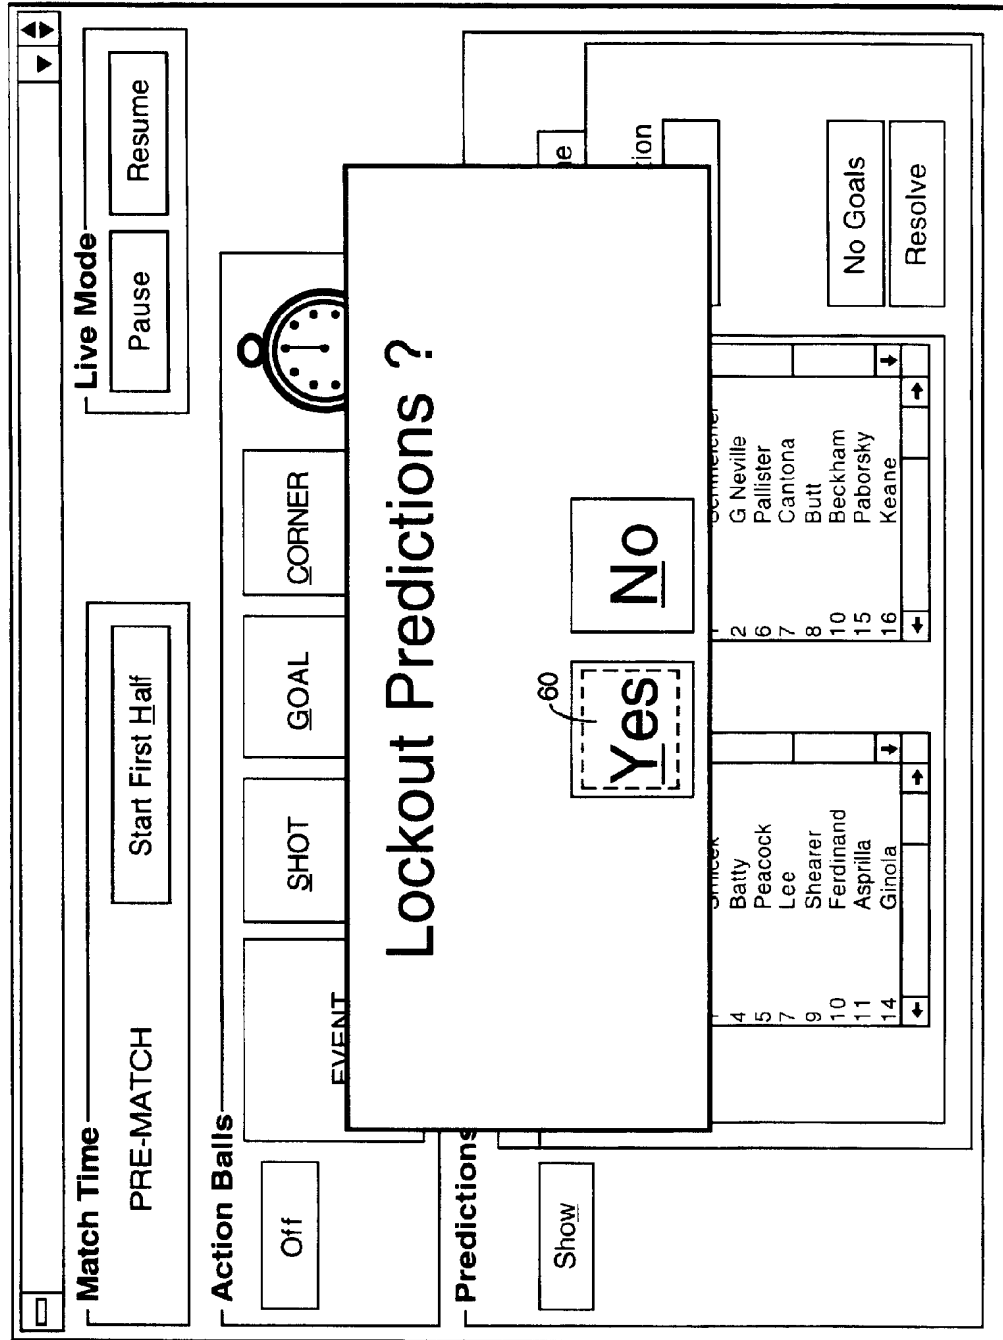 Match Time
PRE-MATCH
Start First Half
Live Mode
Pause
Resume
Action Balls
Off
EVENT
SHOT
GOAL
CORNER
Lockout Predictions ?
60
Yes
No
Predictions
Show
4 Batty
5 Peacock
7 Lee
9 Shearer
10 Ferdinand
11 Asprilla
14 Ginola
2 G Neville
6 Pallister
7 Cantona
8 Butt
10 Beckham
15 Paborsky
16 Keane
No Goals
Resolve